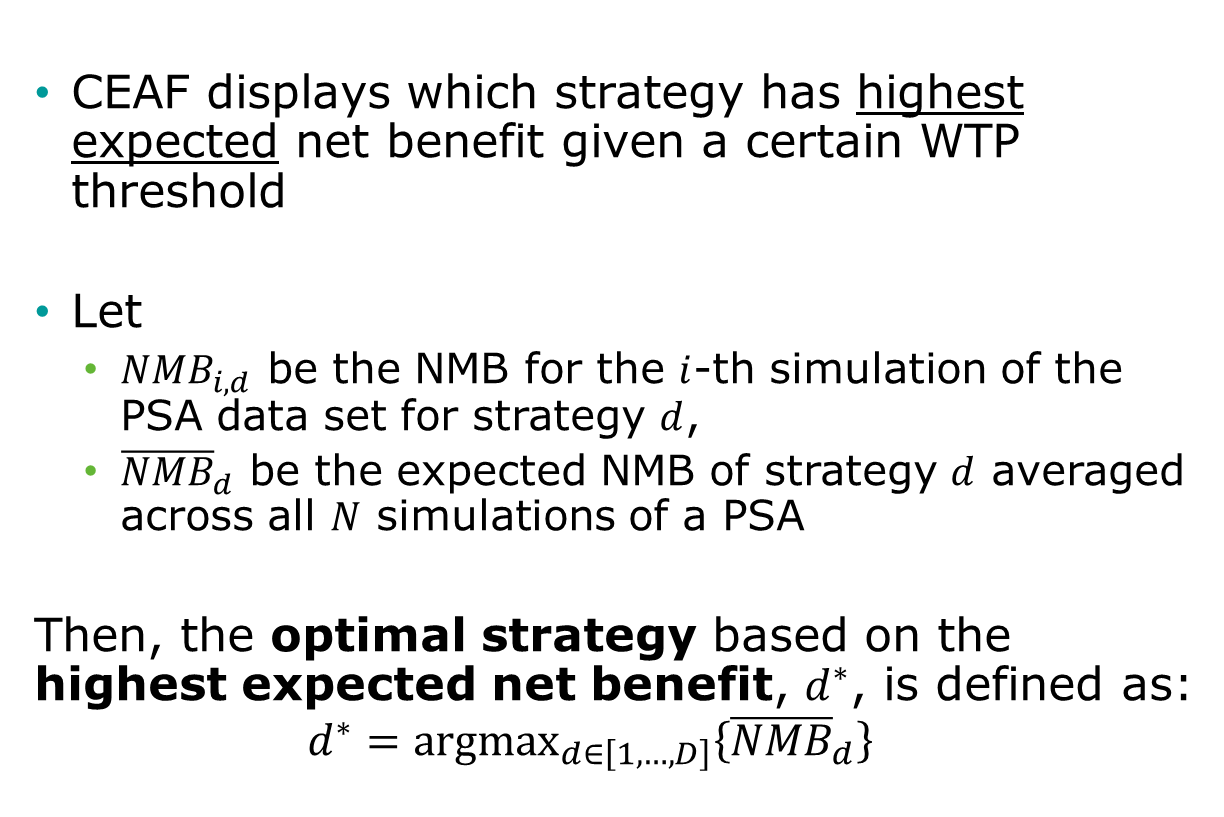 • CEAF displays which strategy has highest
expected net benefit given a certain WTP
threshold
• Let
• $NMB_{i,d}$ be the NMB for the $i$-th simulation of the
PSA data set for strategy $d$,
• $\overline{NMB}_d$ be the expected NMB of strategy $d$ averaged
across all $N$ simulations of a PSA
Then, the optimal strategy based on the
highest expected net benefit, $d^*$, is defined as:
$d^* = \text{argmax}_{d\in[1,…,D]}\{\overline{NMB}_d\}$